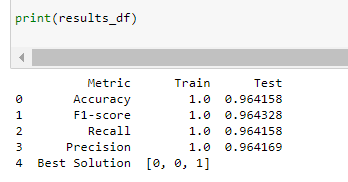 print(results_df)
Metric Train Test
0 Accuracy 1.0 0.964158
1 F1-score 1.0 0.964328
2 Recall 1.0 0.964158
3 Precision 1.0 0.964169
4 Best Solution [0, 0, 1]